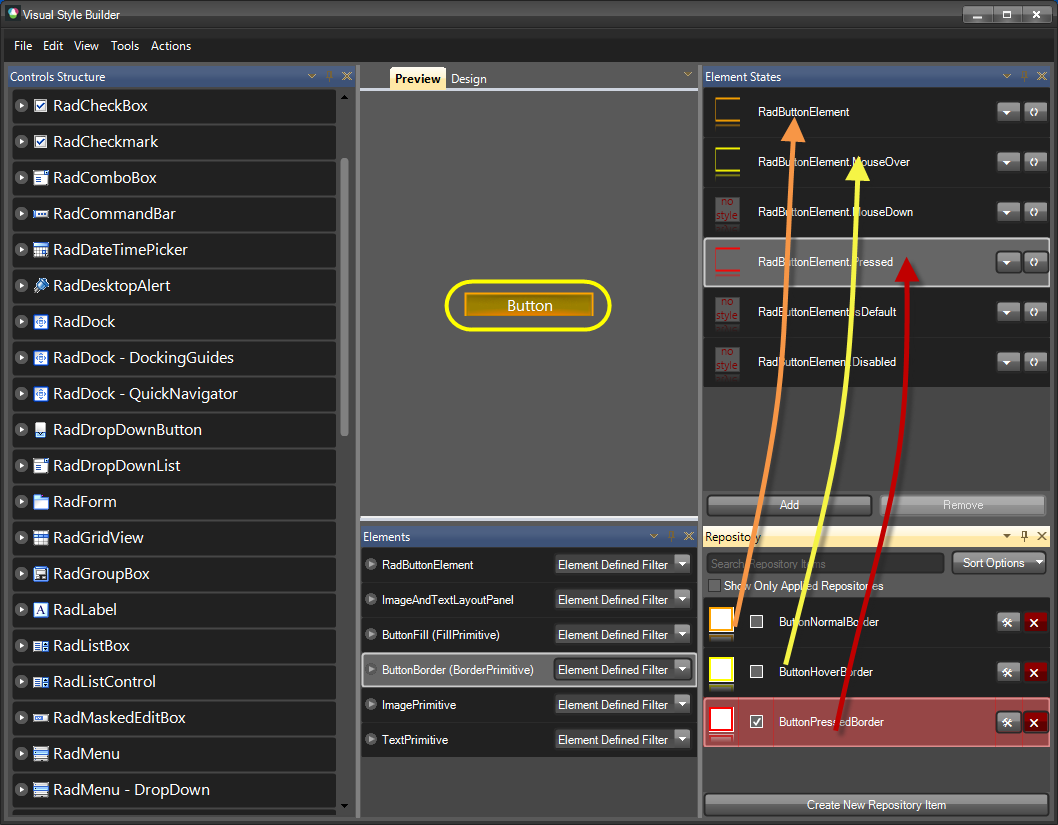 Visual Style Builder
File Edit View Tools Actions
Controls Structure
RadCheckBox
RadCheckmark
RadComboBox
RadCommandBar
RadDateTimePicker
RadDesktopAlert
RadDock
RadDock - DockingGuides
RadDock - QuickNavigator
RadDropDownButton
RadDropDownList
RadForm
RadGridView
RadGroupBox
RadLabel
RadListBox
RadListControl
RadMaskedEditBox
RadMenu
RadMenu - DropDown
Preview Design
Button
Elements
RadButtonElement Element Defined Filter
ImageAndTextLayoutPanel Element Defined Filter
ButtonFill (FillPrimitive) Element Defined Filter
ButtonBorder (BorderPrimitive) Element Defined Filter
ImagePrimitive Element Defined Filter
TextPrimitive Element Defined Filter
Element States
RadButtonElement
RadButtonElement.MouseOver
no style RadButtonElement.MouseDown
RadButtonElement.Pressed
no style RadButtonElement.IsDefault
no style RadButtonElement.Disabled
Add Remove
Repository
Search Repository Items Sort Options
Show Only Applied Repositories
ButtonNormalBorder
ButtonHoverBorder
ButtonPressedBorder
Create New Repository Item